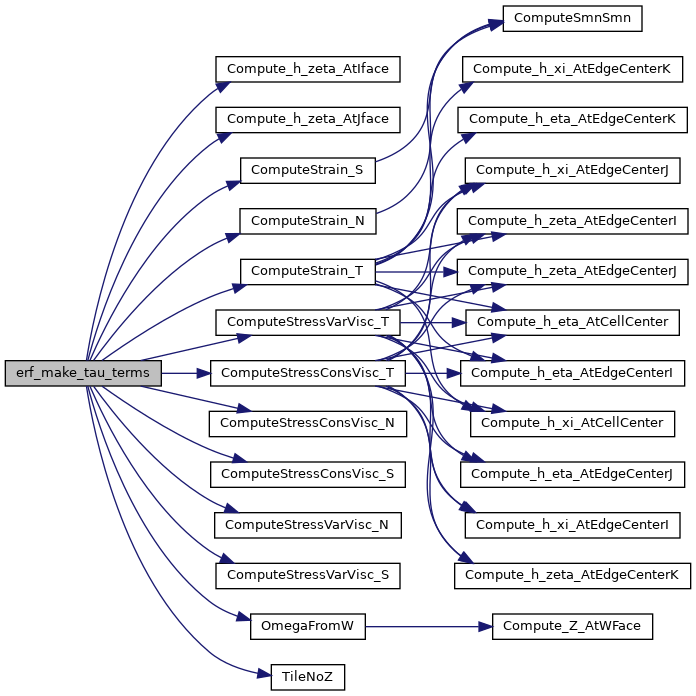 ComputeSmnSmn
Compute_h_zeta_AtIface
Compute_h_xi_AtEdgeCenterK
Compute_h_zeta_AtJface
Compute_h_eta_AtEdgeCenterK
ComputeStrain_S
Compute_h_xi_AtEdgeCenterJ
ComputeStrain_N
Compute_h_zeta_AtEdgeCenterI
ComputeStrain_T
Compute_h_zeta_AtEdgeCenterJ
ComputeStressVarVisc_T
Compute_h_eta_AtCellCenter
erf_make_tau_terms
ComputeStressConsVisc_T
Compute_h_eta_AtEdgeCenterI
ComputeStressConsVisc_N
Compute_h_xi_AtCellCenter
ComputeStressConsVisc_S
Compute_h_eta_AtEdgeCenterJ
ComputeStressVarVisc_N
Compute_h_xi_AtEdgeCenterI
ComputeStressVarVisc_S
Compute_h_zeta_AtEdgeCenterK
OmegaFromW
Compute_Z_AtWFace
TileNoZ